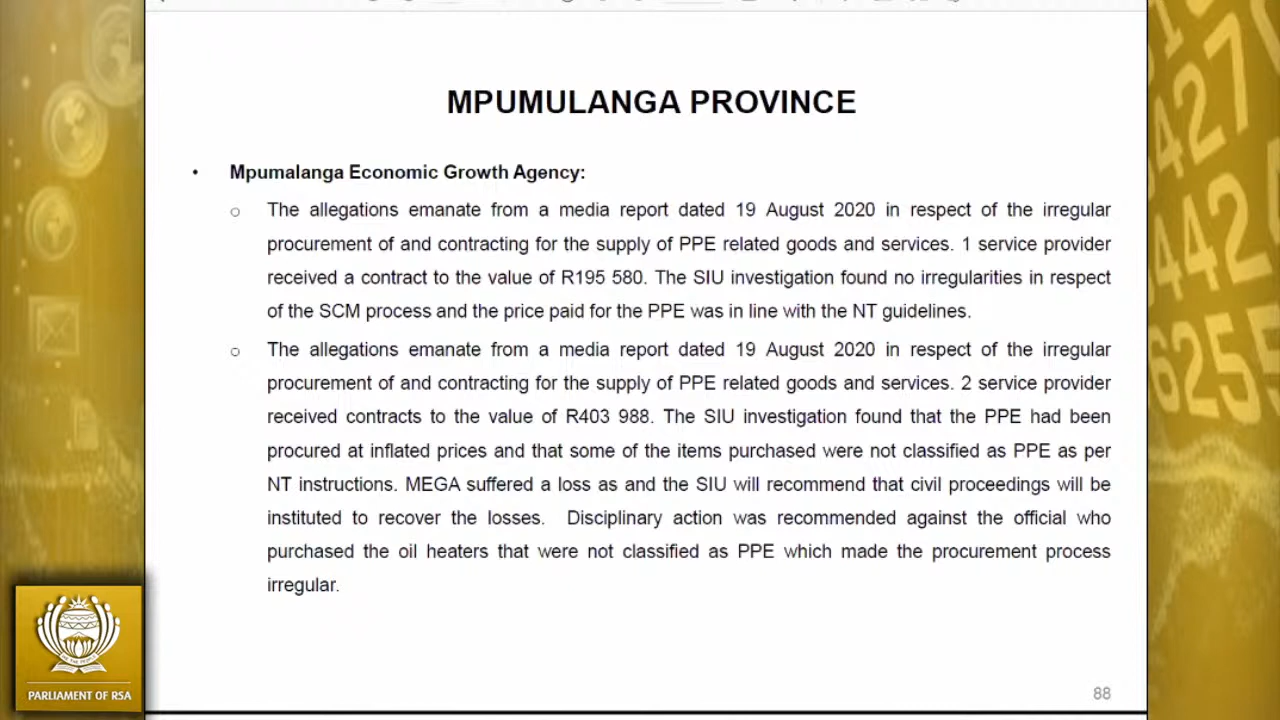 MPUMULANGA PROVINCE
• Mpumalanga Economic Growth Agency:
o The allegations emanate from a media report dated 19 August 2020 in respect of the irregular
procurement of and contracting for the supply of PPE related goods and services. 1 service provider
received a contract to the value of R195 580. The SIU investigation found no irregularities in respect
of the SCM process and the price paid for the PPE was in line with the NT guidelines.
o The allegations emanate from a media report dated 19 August 2020 in respect of the irregular
procurement of and contracting for the supply of PPE related goods and services. 2 service provider
received contracts to the value of R403 988. The SIU investigation found that the PPE had been
procured at inflated prices and that some of the items purchased were not classified as PPE as per
NT instructions. MEGA suffered a loss as and the SIU will recommend that civil proceedings will be
instituted to recover the losses.  Disciplinary action was recommended against the official who
purchased the oil heaters that were not classified as PPE which made the procurement process
irregular.
88
PARLIAMENT OF RSA